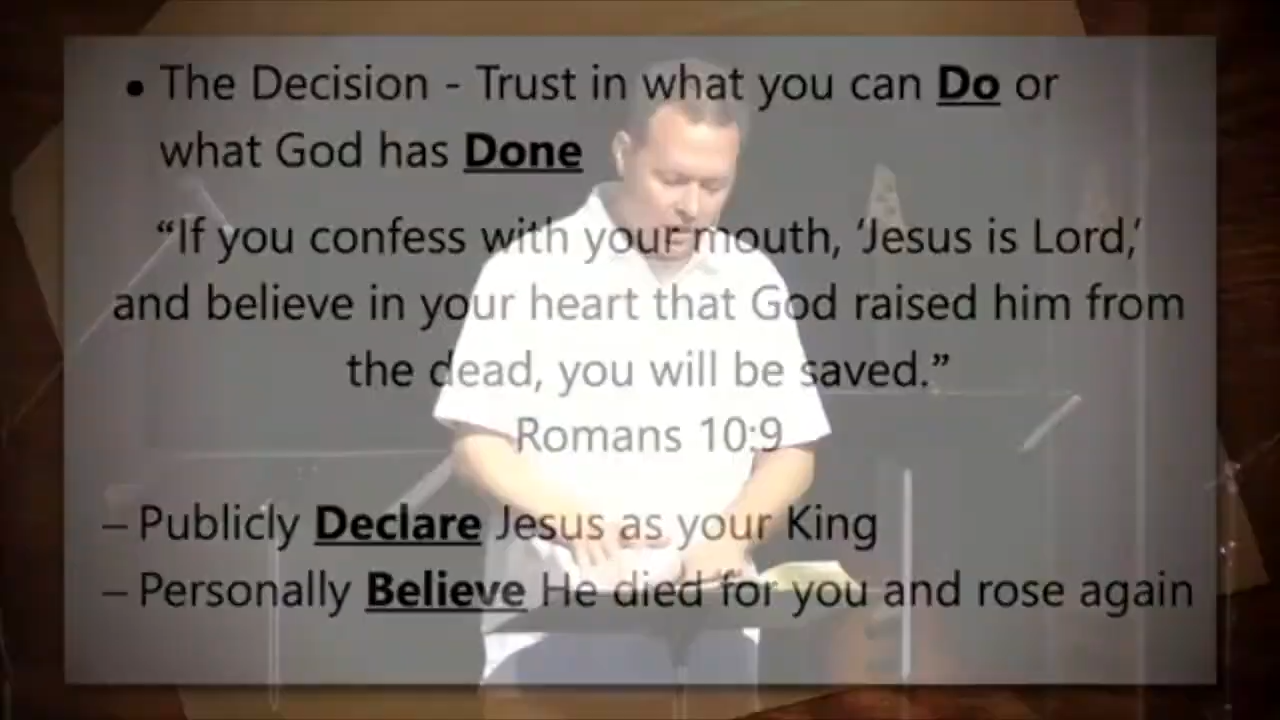 • The Decision - Trust in what you can Do or
what God has Done
“If you confess with your mouth, ‘Jesus is Lord,’
and believe in your heart that God raised him from
the dead, you will be saved.”
Romans 10:9
– Publicly Declare Jesus as your King
– Personally Believe He died for you and rose again